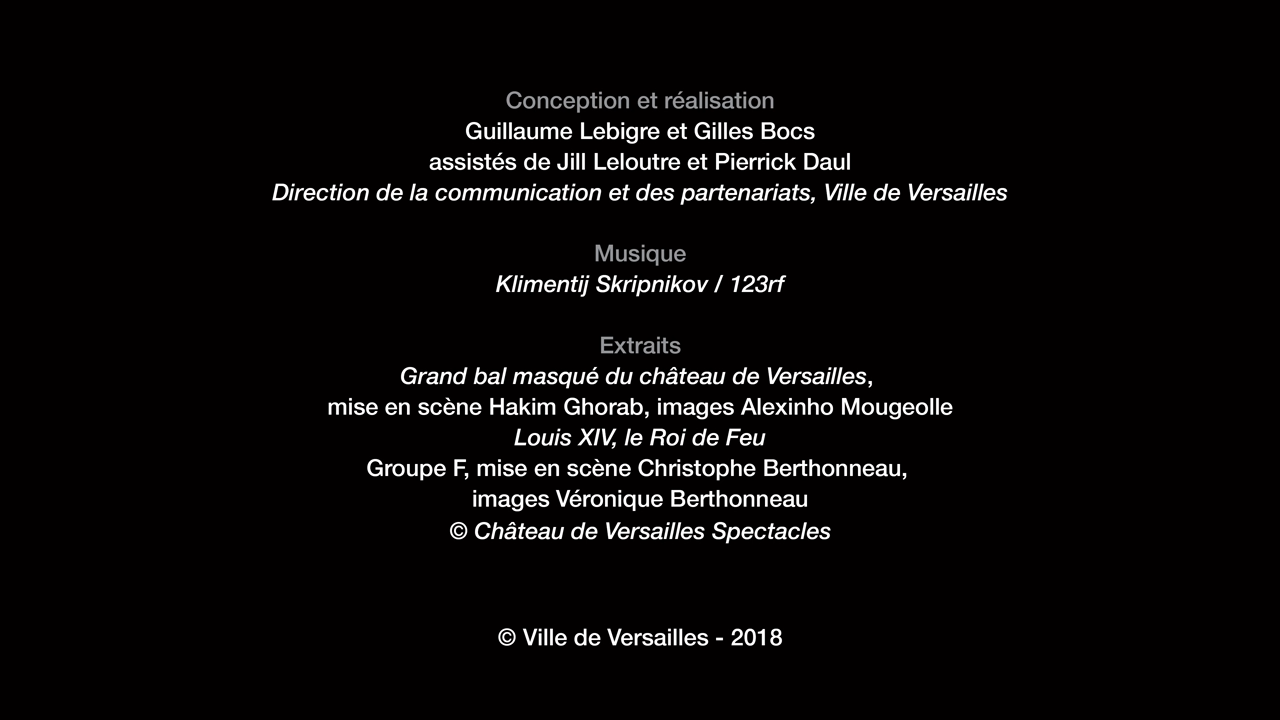 Conception et réalisation
Guillaume Lebigre et Gilles Bocs
assistés de Jill Leloutre et Pierrick Daul
Direction de la communication et des partenariats, Ville de Versailles
Musique
Klimentij Skripnikov / 123rf
Extraits
Grand bal masqué du château de Versailles,
mise en scène Hakim Ghorab, images Alexinho Mougeolle
Louis XIV, le Roi de Feu
Groupe F, mise en scène Christophe Berthonneau,
images Véronique Berthonneau
© Château de Versailles Spectacles
© Ville de Versailles - 2018